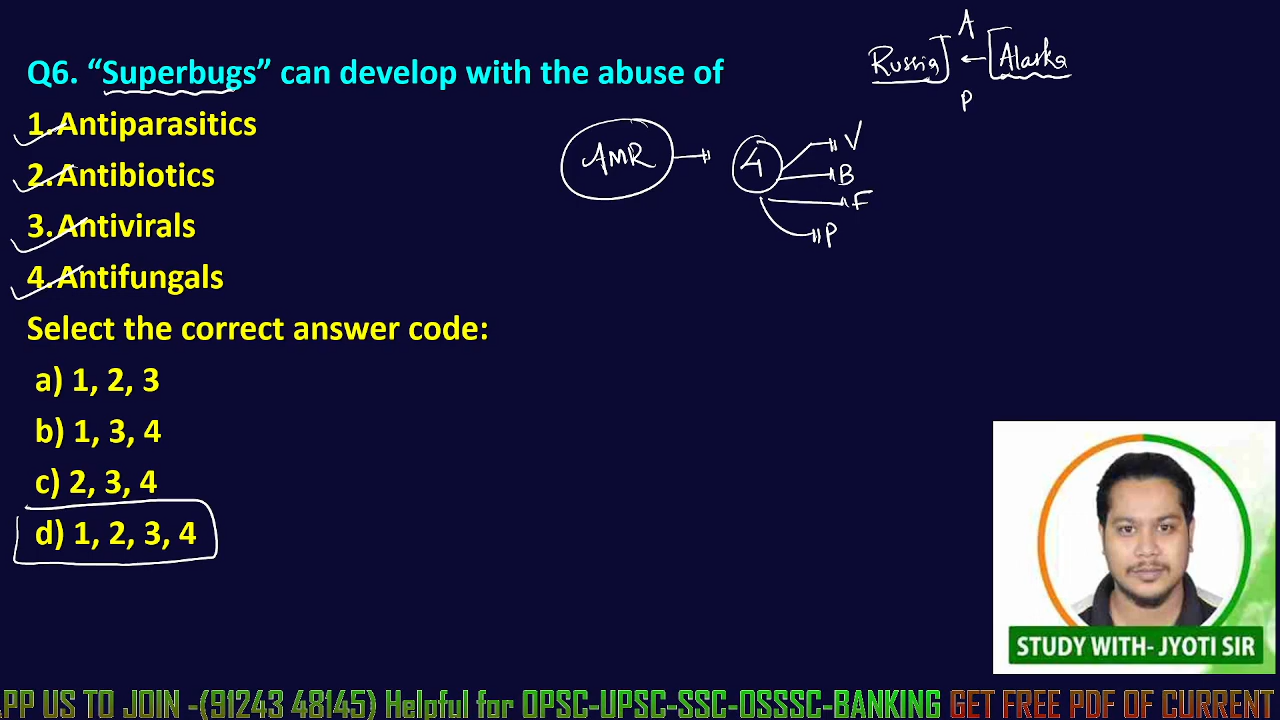 Q6. “Superbugs” can develop with the abuse of
1. Antiparasitics
2. Antibiotics
3. Antivirals
4. Antifungals
Select the correct answer code:
a) 1, 2, 3
b) 1, 3, 4
c) 2, 3, 4
d) 1, 2, 3, 4
A
Russia
Alaska
P
AMR
4
V
B
F
P
STUDY WITH- JYOTI SIR
PP US TO JOIN -(91243 48145) Helpful for OPSC-UPSC-SSC-OSSSC-BANKING GET FREE PDF OF CURRENT